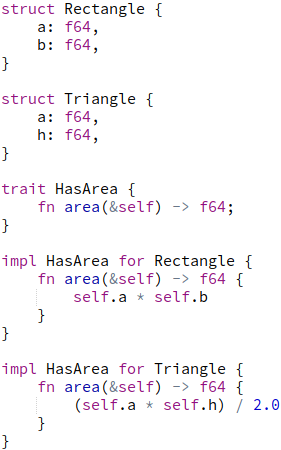 struct Rectangle {
    a: f64,
    b: f64,
}

struct Triangle {
    a: f64,
    h: f64,
}

trait HasArea {
    fn area(&self) -> f64;
}

impl HasArea for Rectangle {
    fn area(&self) -> f64 {
        self.a * self.b
    }
}

impl HasArea for Triangle {
    fn area(&self) -> f64 {
        (self.a * self.h) / 2.0
    }
}